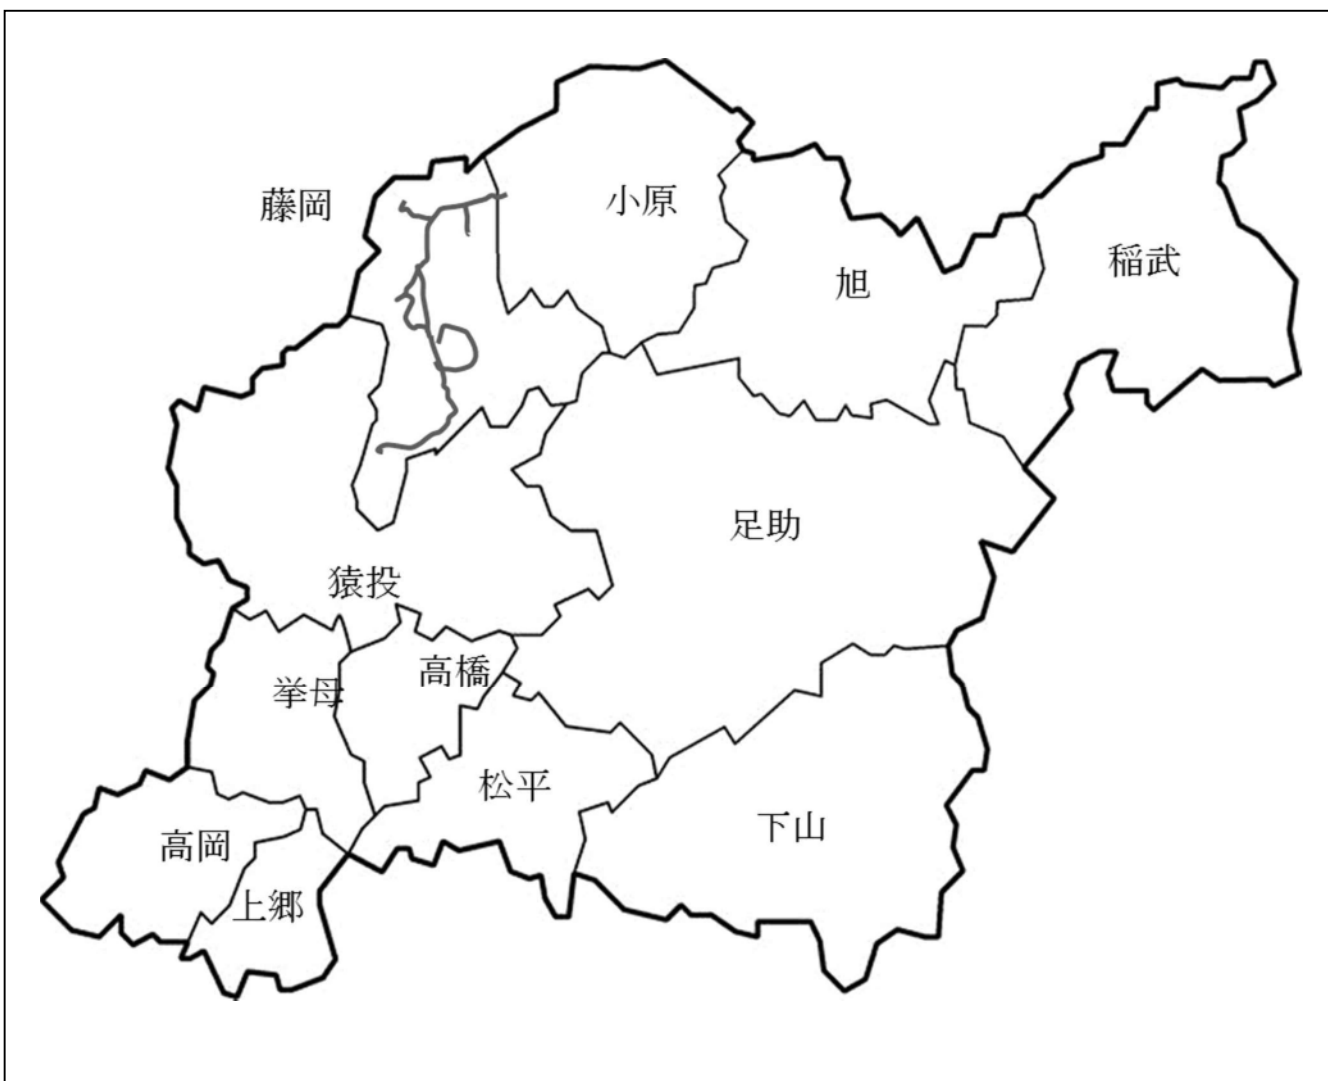 藤岡
小原
旭
稲武
足助
猿投
挙母
高橋
松平
下山
高岡
上郷